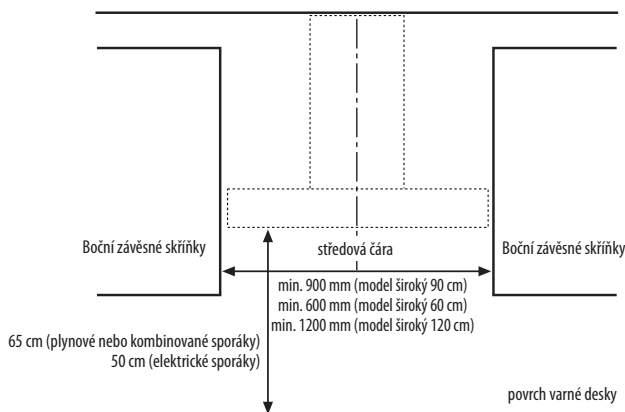 Boční závěsné skříňky
středová čára
Boční závěsné skříňky
min. 900 mm (model široký 90 cm)
min. 600 mm (model široký 60 cm)
min. 1200 mm (model široký 120 cm)
65 cm (plynové nebo kombinované sporáky)
50 cm (elektrické sporáky)
povrch varné desky